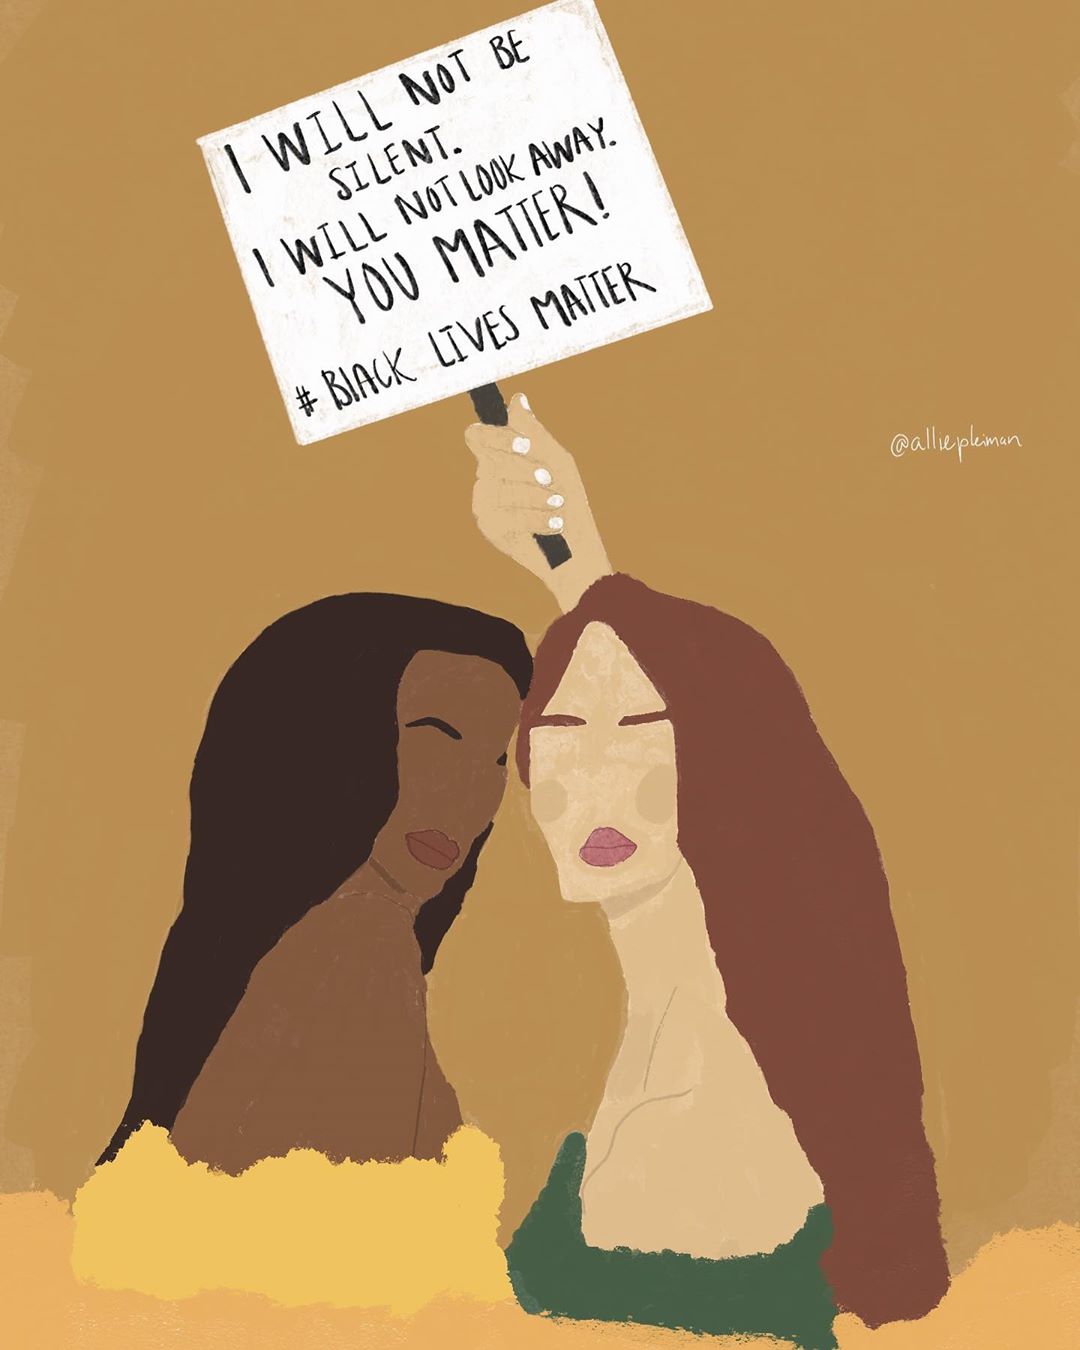 I WILL NOT BE
SILENT.
I WILL NOT LOOK AWAY.
YOU MATTER!
# BLACK LIVES MATTER
@alliepleiman